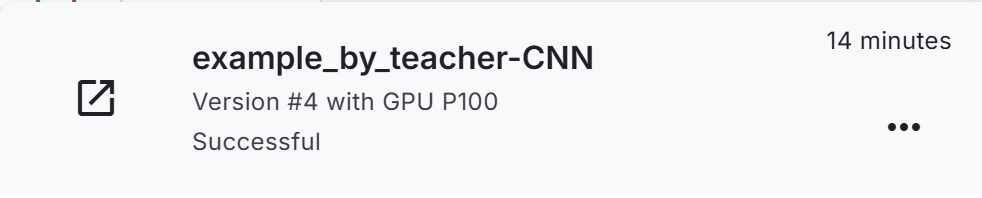 example_by_teacher-CNN
14 minutes
Version #4 with GPU P100
Successful